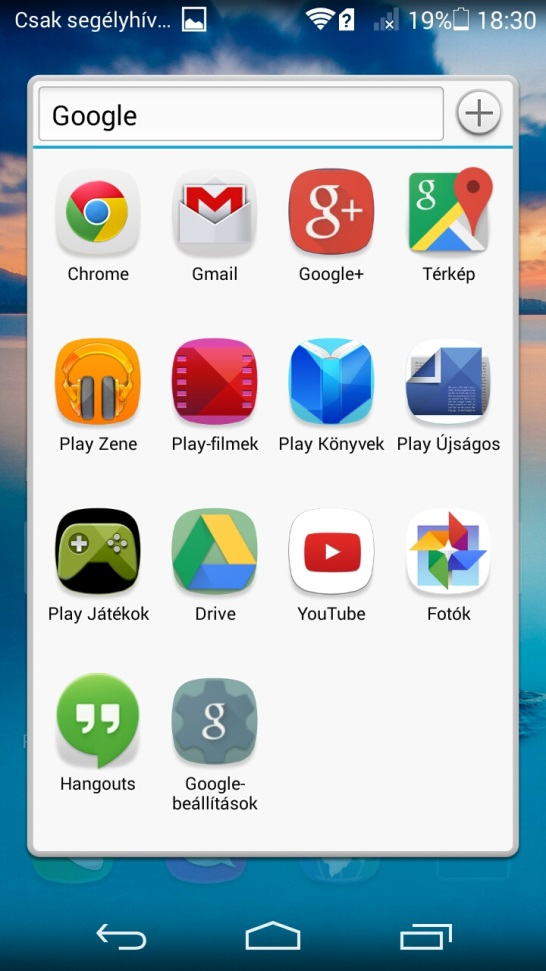 Csak segélyhív... ? 19% 18:30
Google
Chrome Gmail Google+ Térkép
Play Zene Play-filmek Play Könyvek Play Újságos
Play Játékok Drive YouTube Fotók
Hangouts Google-
beállítások